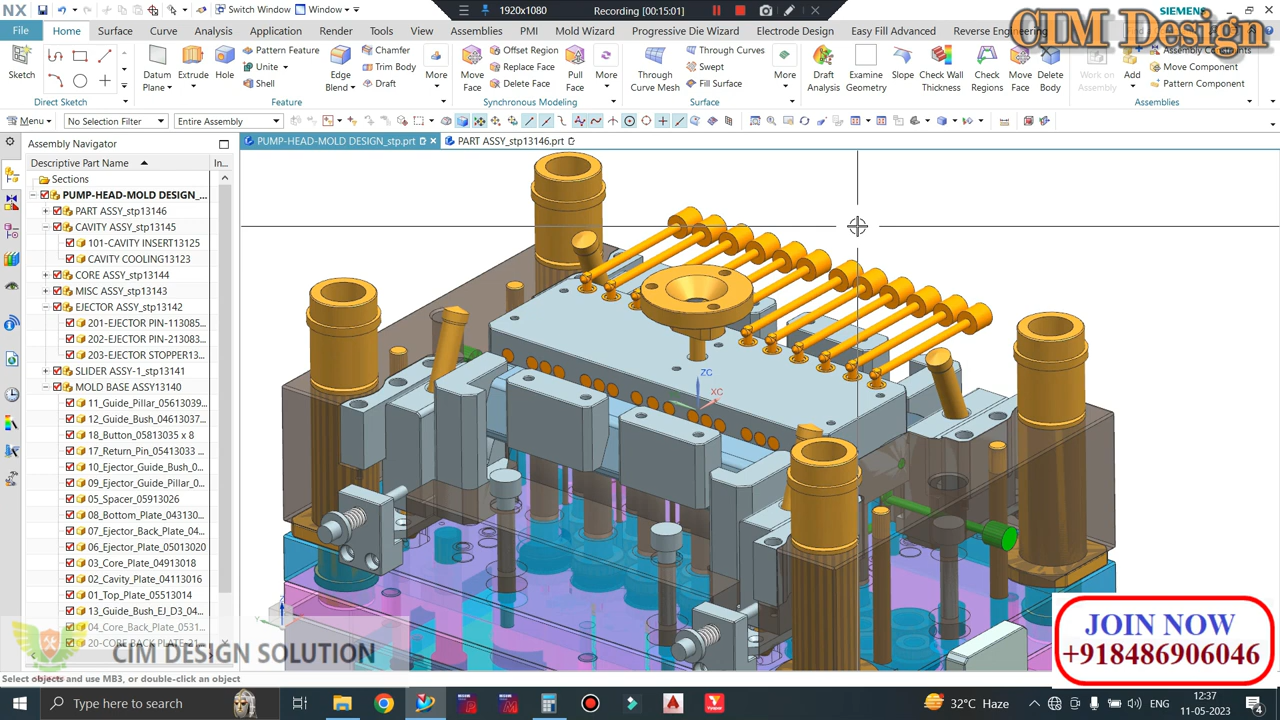 NX
Switch Window
Window
1920x1080
Recording [00:15:01]
SIEMENS
CIM Design
File
Home
Surface
Curve
Analysis
Application
Render
Tools
View
Assemblies
PMI
Mold Wizard
Progressive Die Wizard
Electrode Design
Easy Fill Advanced
Reverse Engineering
Sketch
Direct Sketch
Datum Plane
Extrude
Hole
Pattern Feature
Unite
Shell
Edge Blend
Chamfer
Trim Body
Draft
More
Feature
Move Face
Offset Region
Replace Face
Delete Face
Pull Face
More
Synchronous Modeling
Through Curve Mesh
Through Curves
Swept
Fill Surface
More
Surface
Draft Analysis
Examine Geometry
Slope
Check Wall Thickness
Check Regions
Move Face
Delete Body
Work on Assembly
Add
Assembly Constraints
Move Component
Pattern Component
Assemblies
Menu
No Selection Filter
Entire Assembly
Assembly Navigator
PUMP-HEAD-MOLD DESIGN_stp.prt
PART ASSY_stp13146.prt
Descriptive Part Name
In...
Sections
PUMP-HEAD-MOLD DESIGN_...
PART ASSY_stp13146
CAVITY ASSY_stp13145
101-CAVITY INSERT13125
CAVITY COOLING13123
CORE ASSY_stp13144
MISC ASSY_stp13143
EJECTOR ASSY_stp13142
201-EJECTOR PIN-113085...
202-EJECTOR PIN-213085...
203-EJECTOR STOPPER13...
SLIDER ASSY-1_stp13141
MOLD BASE ASSY13140
11_Guide_Pillar_05613039...
12_Guide_Bush_04613037...
18_Button_05813035 x 8
17_Return_Pin_05413033 ...
10_Ejector_Guide_Bush_0...
09_Ejector_Guide_Pillar_0...
05_Spacer_05913026
08_Bottom_Plate_043130...
07_Ejector_Back_Plate_0...
06_Ejector_Plate_05013020
03_Core_Plate_04913018
02_Cavity_Plate_04113016
01_Top_Plate_05513014
13_Guide_Bush_EJ_D3_04...
04_Core_Back_Plate_0531...
20-CORE BACK PLATE-21...
ZC
XC
Z
Y
CIM DESIGN SOLUTION
JOIN NOW
+918486906046
Select objects and use MB3, or double-click an object
Type here to search
32°C Haze
ENG
12:37
11-05-2023
4